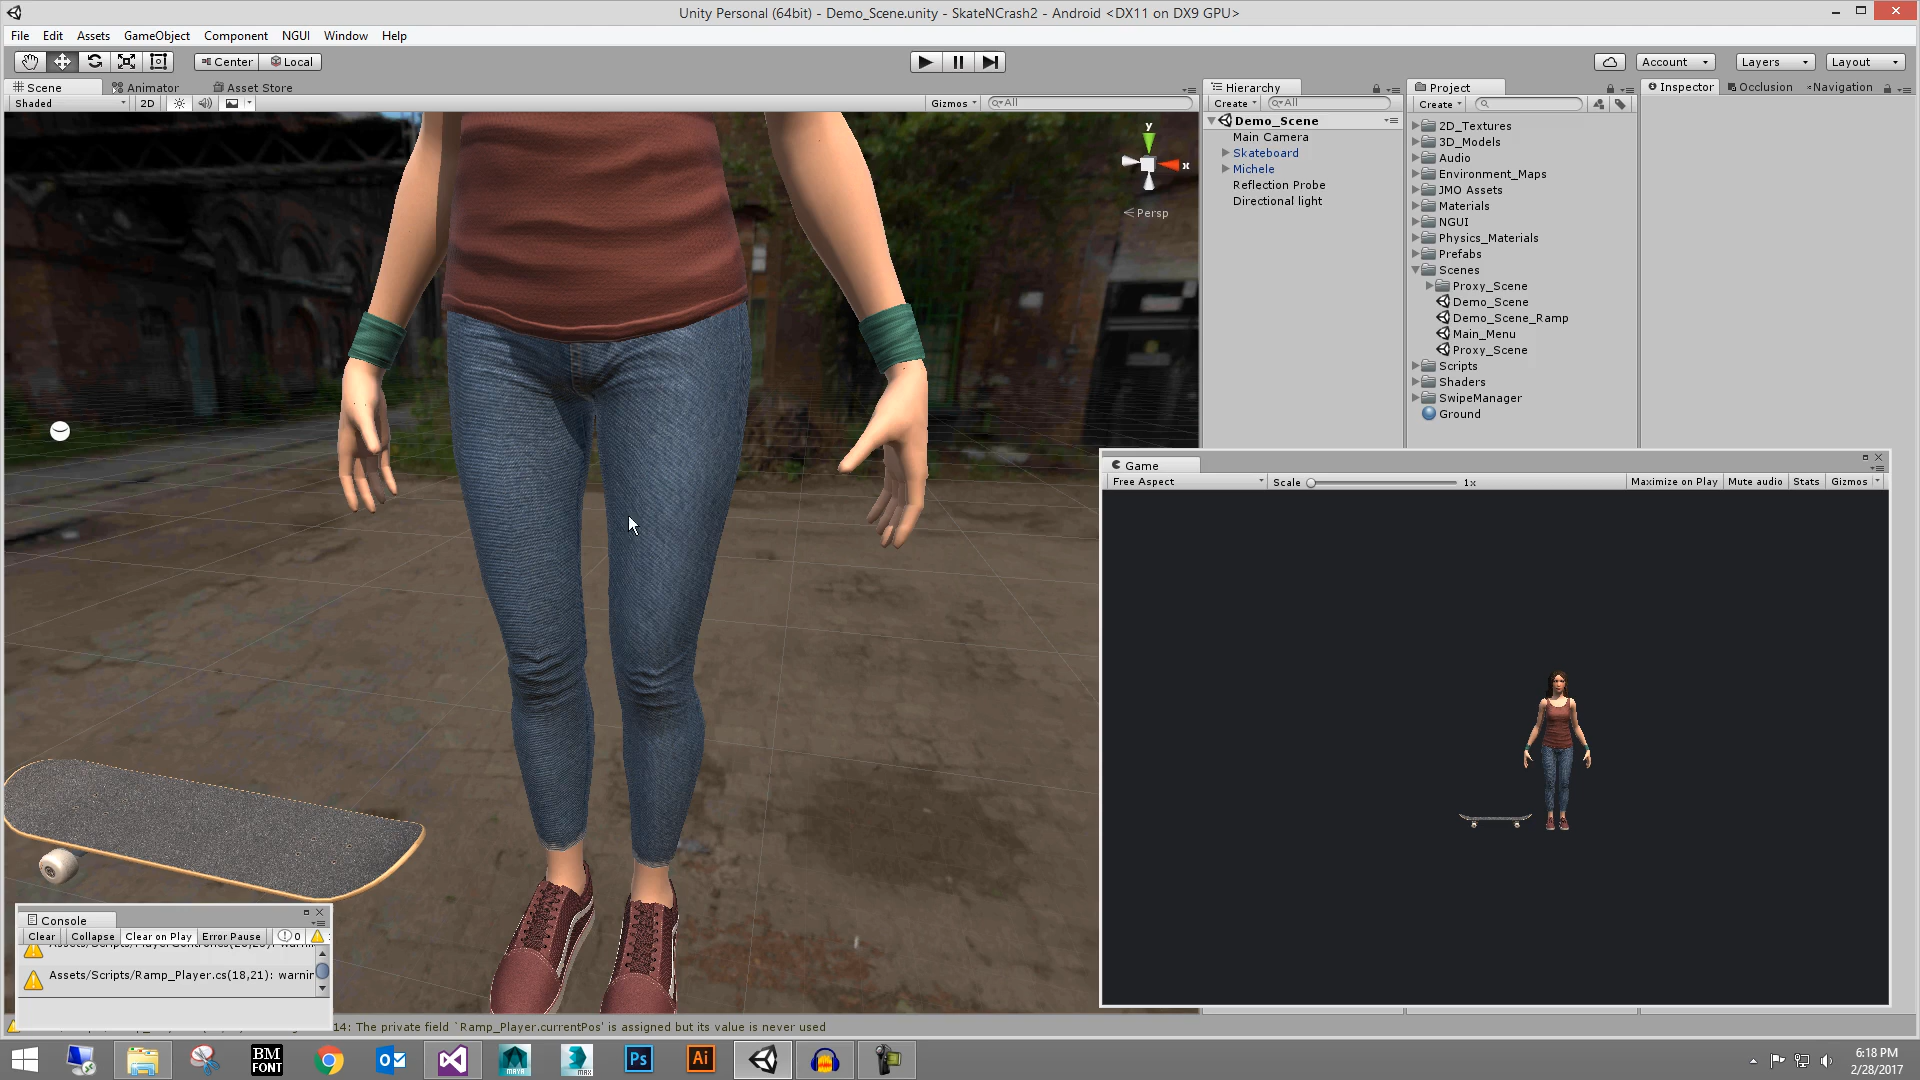 Unity Personal (64bit) - Demo_Scene.unity - SkateNCrash2 - Android <DX11 on DX9 GPU>
File Edit Assets GameObject Component NGUI Window Help
Center Local
Account Layers Layout
Scene Animator Asset Store
Shaded 2D Gizmos All
y
x
Persp
Hierarchy
Create All
Demo_Scene
Main Camera
Skateboard
Michele
Reflection Probe
Directional light
Project
Create
2D_Textures
3D_Models
Audio
Environment_Maps
JMO Assets
Materials
NGUI
Physics_Materials
Prefabs
Scenes
Proxy_Scene
Demo_Scene
Demo_Scene_Ramp
Main_Menu
Proxy_Scene
Scripts
Shaders
SwipeManager
Ground
Inspector Occlusion Navigation
Game
Free Aspect Scale 1x Maximize on Play Mute audio Stats Gizmos
Console
Clear Collapse Clear on Play Error Pause 0
Assets/Scripts/Ramp_Player.cs(18,21): warnin
14: The private field `Ramp_Player.currentPos' is assigned but its value is never used
BM
FONT
MAYA
MAX
Ps
Ai
6:18 PM
2/28/2017